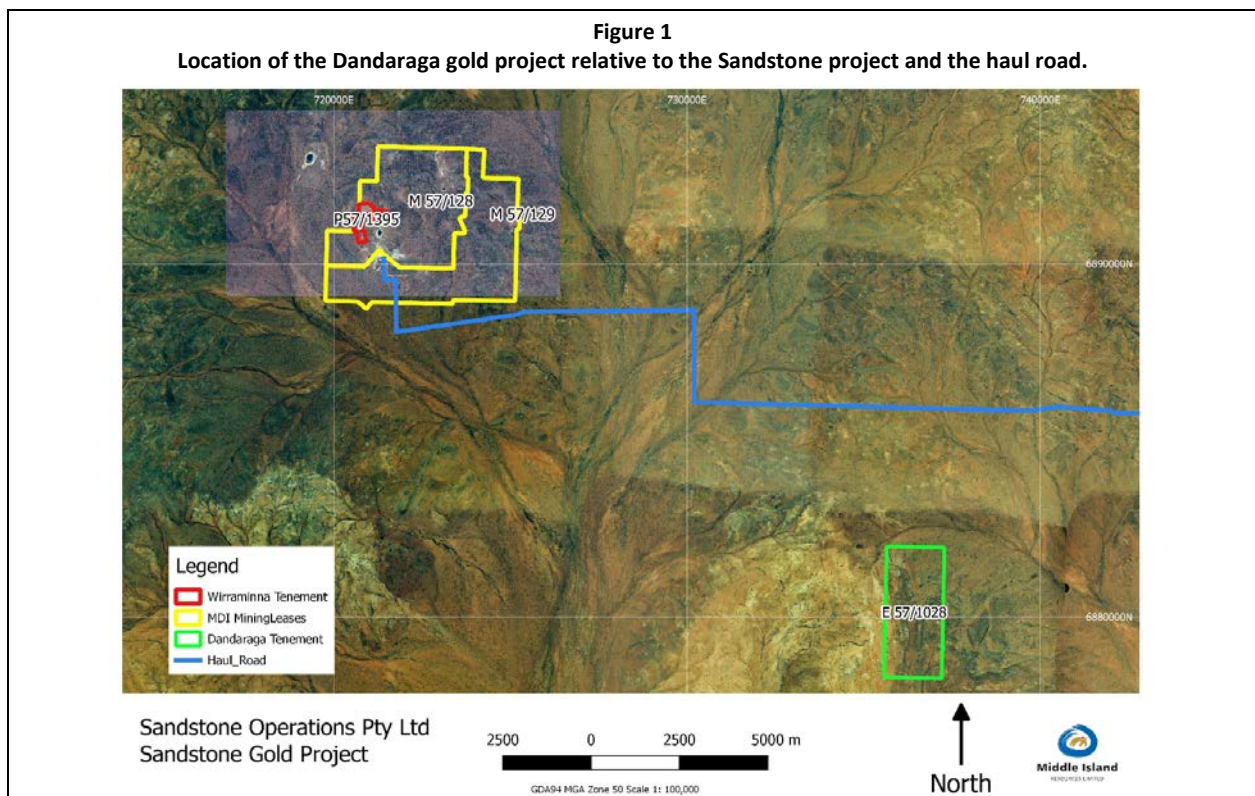 Figure 1
Location of the Dandaraga gold project relative to the Sandstone project and the haul road.
720000E
730000E
740000E
M 57/128
P57/1395
M 57/129
6890000N
Legend
Wirraminna Tenement
MDI MiningLeases
Dandaraga Tenement
Haul_Road
E 57/1028
6880000N
Sandstone Operations Pty Ltd
Sandstone Gold Project
2500 0 2500 5000 m
GDA94 MGA Zone 50 Scale 1: 100,000
North
Middle Island
RESOURCES LIMITED